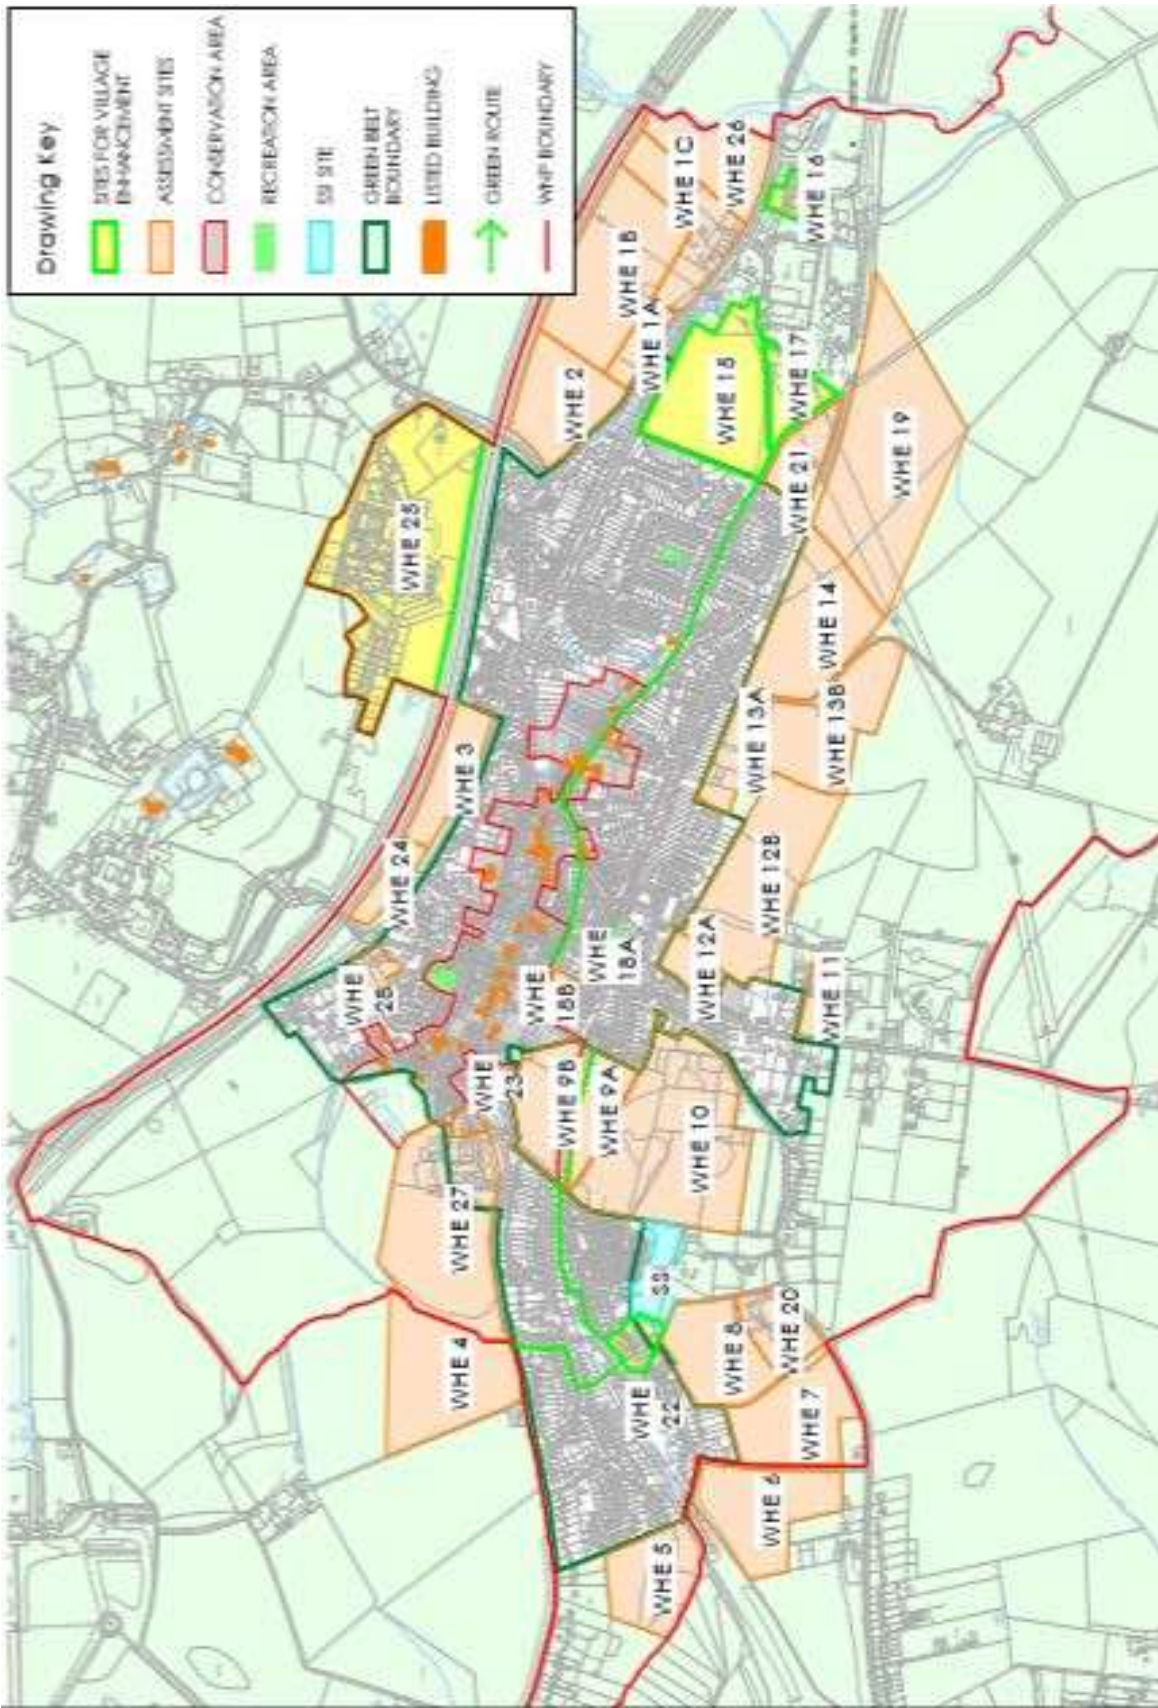 Drawing Key
SITES FOR VILLAGE
ENHANCEMENT
ASSESSMENT SITES
CONSERVATION AREA
RECREATION AREA
SSI SITE
GREEN BELT
BOUNDARY
LISTED BUILDING
GREEN ROUTE
WNP BOUNDARY
WHE 4
WHE 27
WHE
28
WHE 24
WHE 3
WHE 25
WHE 2
WHE 1A
WHE 1B
WHE 1C
WHE 26
WHE 16
WHE 15
WHE 17
WHE 21
WHE 19
WHE 14
WHE 13A
WHE 13B
WHE 12B
WHE 12A
WHE 11
WHE
18A
WHE
18B
WHE
23
WHE 9B
WHE 9A
WHE 10
SSI
WHE 8
WHE 20
WHE 7
WHE
22
WHE 6
WHE 5